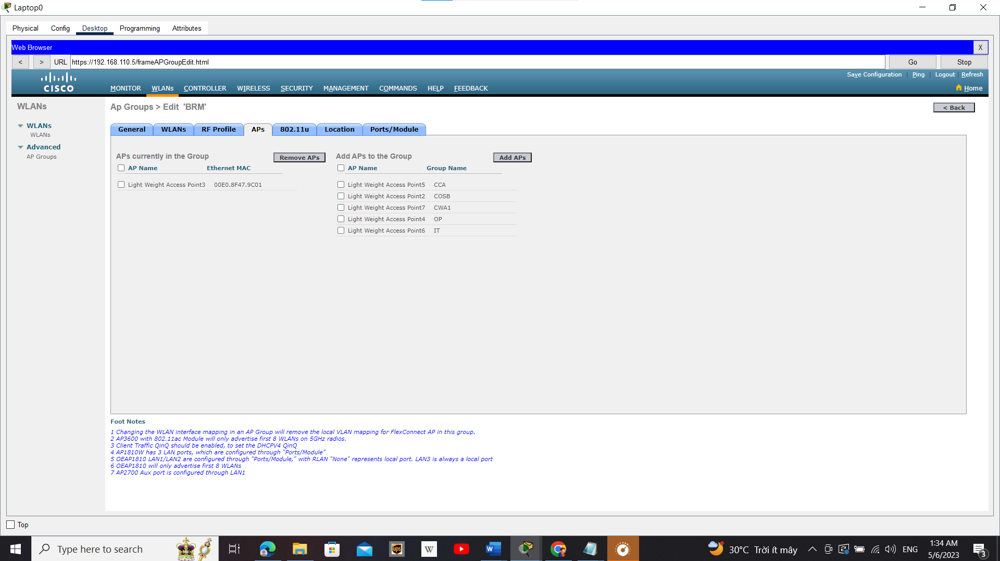 Laptop0
Physical Config Desktop Programming Attributes
Web Browser X
< > URL https://192.168.110.5/frameAPGroupEdit.html Go Stop
Save Configuration | Ping | Logout | Refresh
CISCO MONITOR WLANs CONTROLLER WIRELESS SECURITY MANAGEMENT COMMANDS HELP FEEDBACK Home
WLANs
WLANs
WLANs
Advanced
AP Groups
Ap Groups > Edit 'BRM' < Back
General WLANs RF Profile APs 802.11u Location Ports/Module
APs currently in the Group Remove APs
AP Name Ethernet MAC
Light Weight Access Point3 00E0.8F47.9C01
Add APs to the Group Add APs
AP Name Group Name
Light Weight Access Point5 CCA
Light Weight Access Point2 COSB
Light Weight Access Point7 CWA1
Light Weight Access Point4 OP
Light Weight Access Point6 IT
Foot Notes
1 Changing the WLAN interface mapping in an AP Group will remove the local VLAN mapping for FlexConnect AP in this group.
2 AP3600 with 802.11ac Module will only advertise first 8 WLANs on 5GHz radios.
3 Client Traffic QinQ should be enabled, to set the DHCPV4 QinQ
4 AP1810W has 3 LAN ports, which are configured through "Ports/Module"
5 OEAP1810 LAN1/LAN2 are configured through "Ports/Module," with RLAN "None" represents local port. LAN3 is always a local port
6 OEAP1810 will only advertise first 8 WLANs
7 AP2700 Aux port is configured through LAN1
Top
Type here to search
ups
W
W
30°C Trời ít mây
ENG
1:34 AM
5/6/2023
3